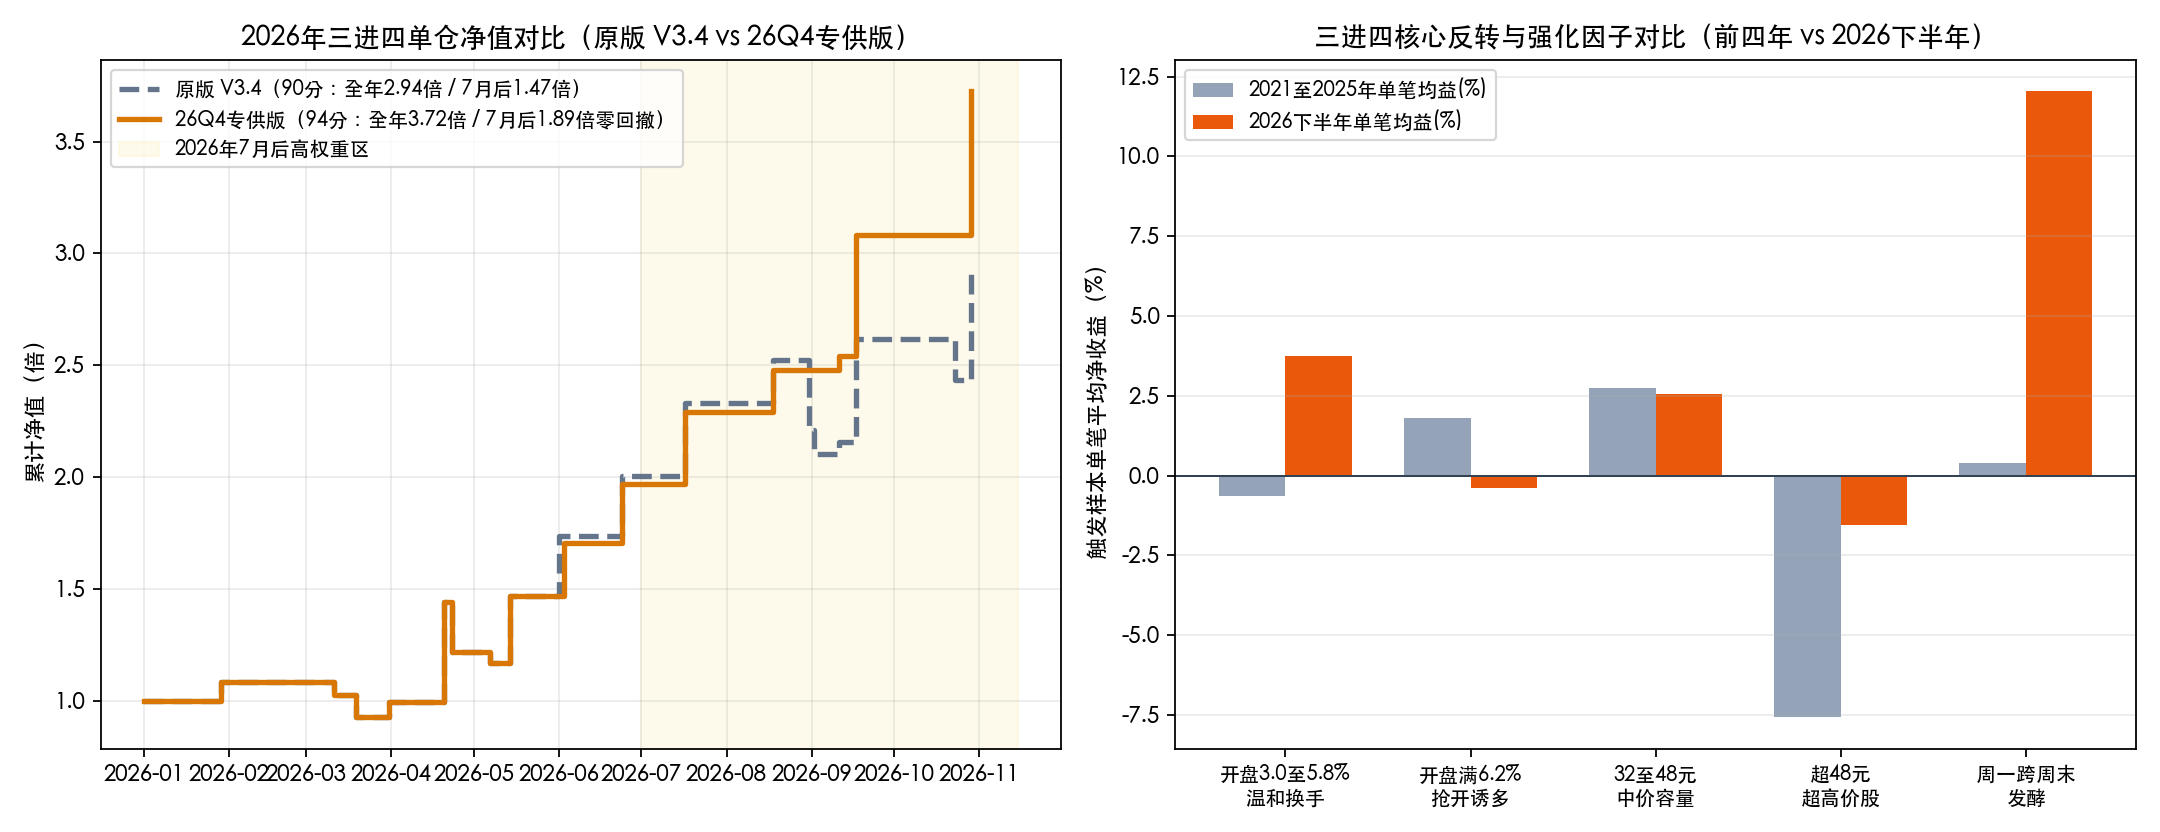 2026年三进四单仓净值对比（原版 V3.4 vs 26Q4专供版）
原版 V3.4（90分：全年2.94倍 / 7月后1.47倍）
26Q4专供版（94分：全年3.72倍 / 7月后1.89倍零回撤）
2026年7月后高权重区
累计净值（倍）
3.5
3.0
2.5
2.0
1.5
1.0
2026-01 2026-02 2026-03 2026-04 2026-05 2026-06 2026-07 2026-08 2026-09 2026-10 2026-11
三进四核心反转与强化因子对比（前四年 vs 2026下半年）
2021至2025年单笔均益(%)
2026下半年单笔均益(%)
触发样本单笔平均净收益（%）
12.5
10.0
7.5
5.0
2.5
0.0
-2.5
-5.0
-7.5
开盘3.0至5.8%
温和换手
开盘满6.2%
抢开诱多
32至48元
中价容量
超48元
超高价股
周一跨周末
发酵